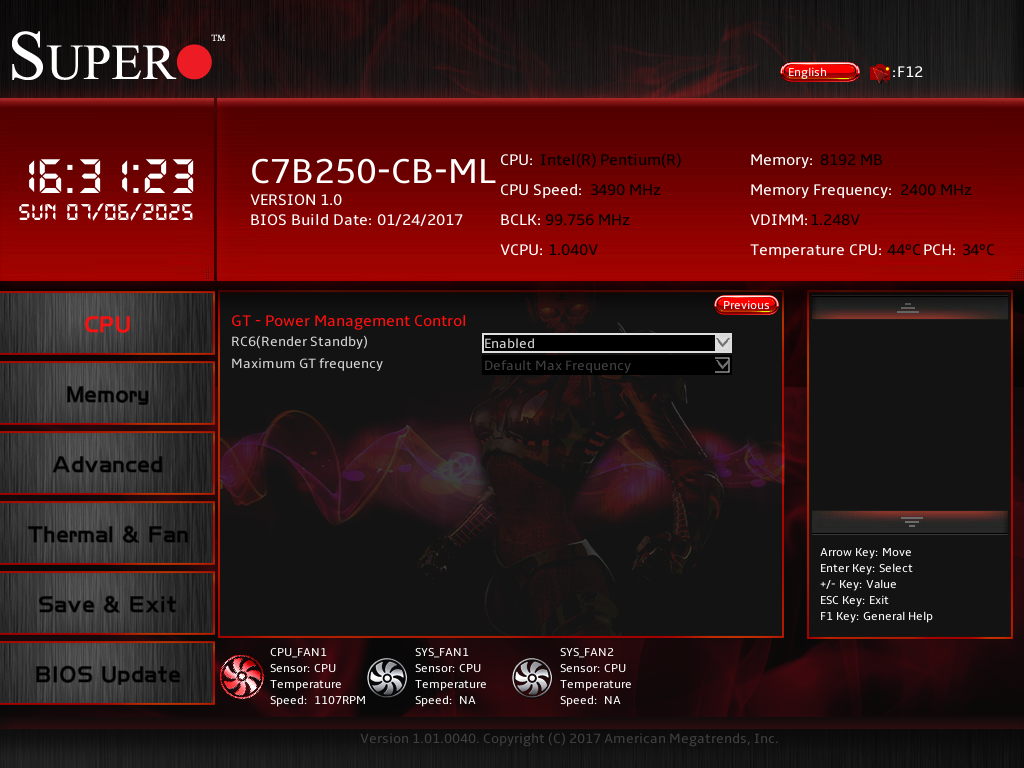 SUPER ™
English :F12
16:31:23
SUN 07/06/2025
C7B250-CB-ML
VERSION 1.0
BIOS Build Date: 01/24/2017
CPU: Intel(R) Pentium(R)
CPU Speed: 3490 MHz
BCLK: 99.756 MHz
VCPU: 1.040V
Memory: 8192 MB
Memory Frequency: 2400 MHz
VDIMM: 1.248V
Temperature CPU: 44ºC PCH: 34ºC
CPU
Memory
Advanced
Thermal & Fan
Save & Exit
BIOS Update
Previous
GT - Power Management Control
RC6(Render Standby) Enabled
Maximum GT frequency Default Max Frequency
Arrow Key: Move
Enter Key: Select
+/- Key: Value
ESC Key: Exit
F1 Key: General Help
CPU_FAN1
Sensor: CPU
Temperature
Speed: 1107RPM
SYS_FAN1
Sensor: CPU
Temperature
Speed: NA
SYS_FAN2
Sensor: CPU
Temperature
Speed: NA
Version 1.01.0040. Copyright (C) 2017 American Megatrends, Inc.